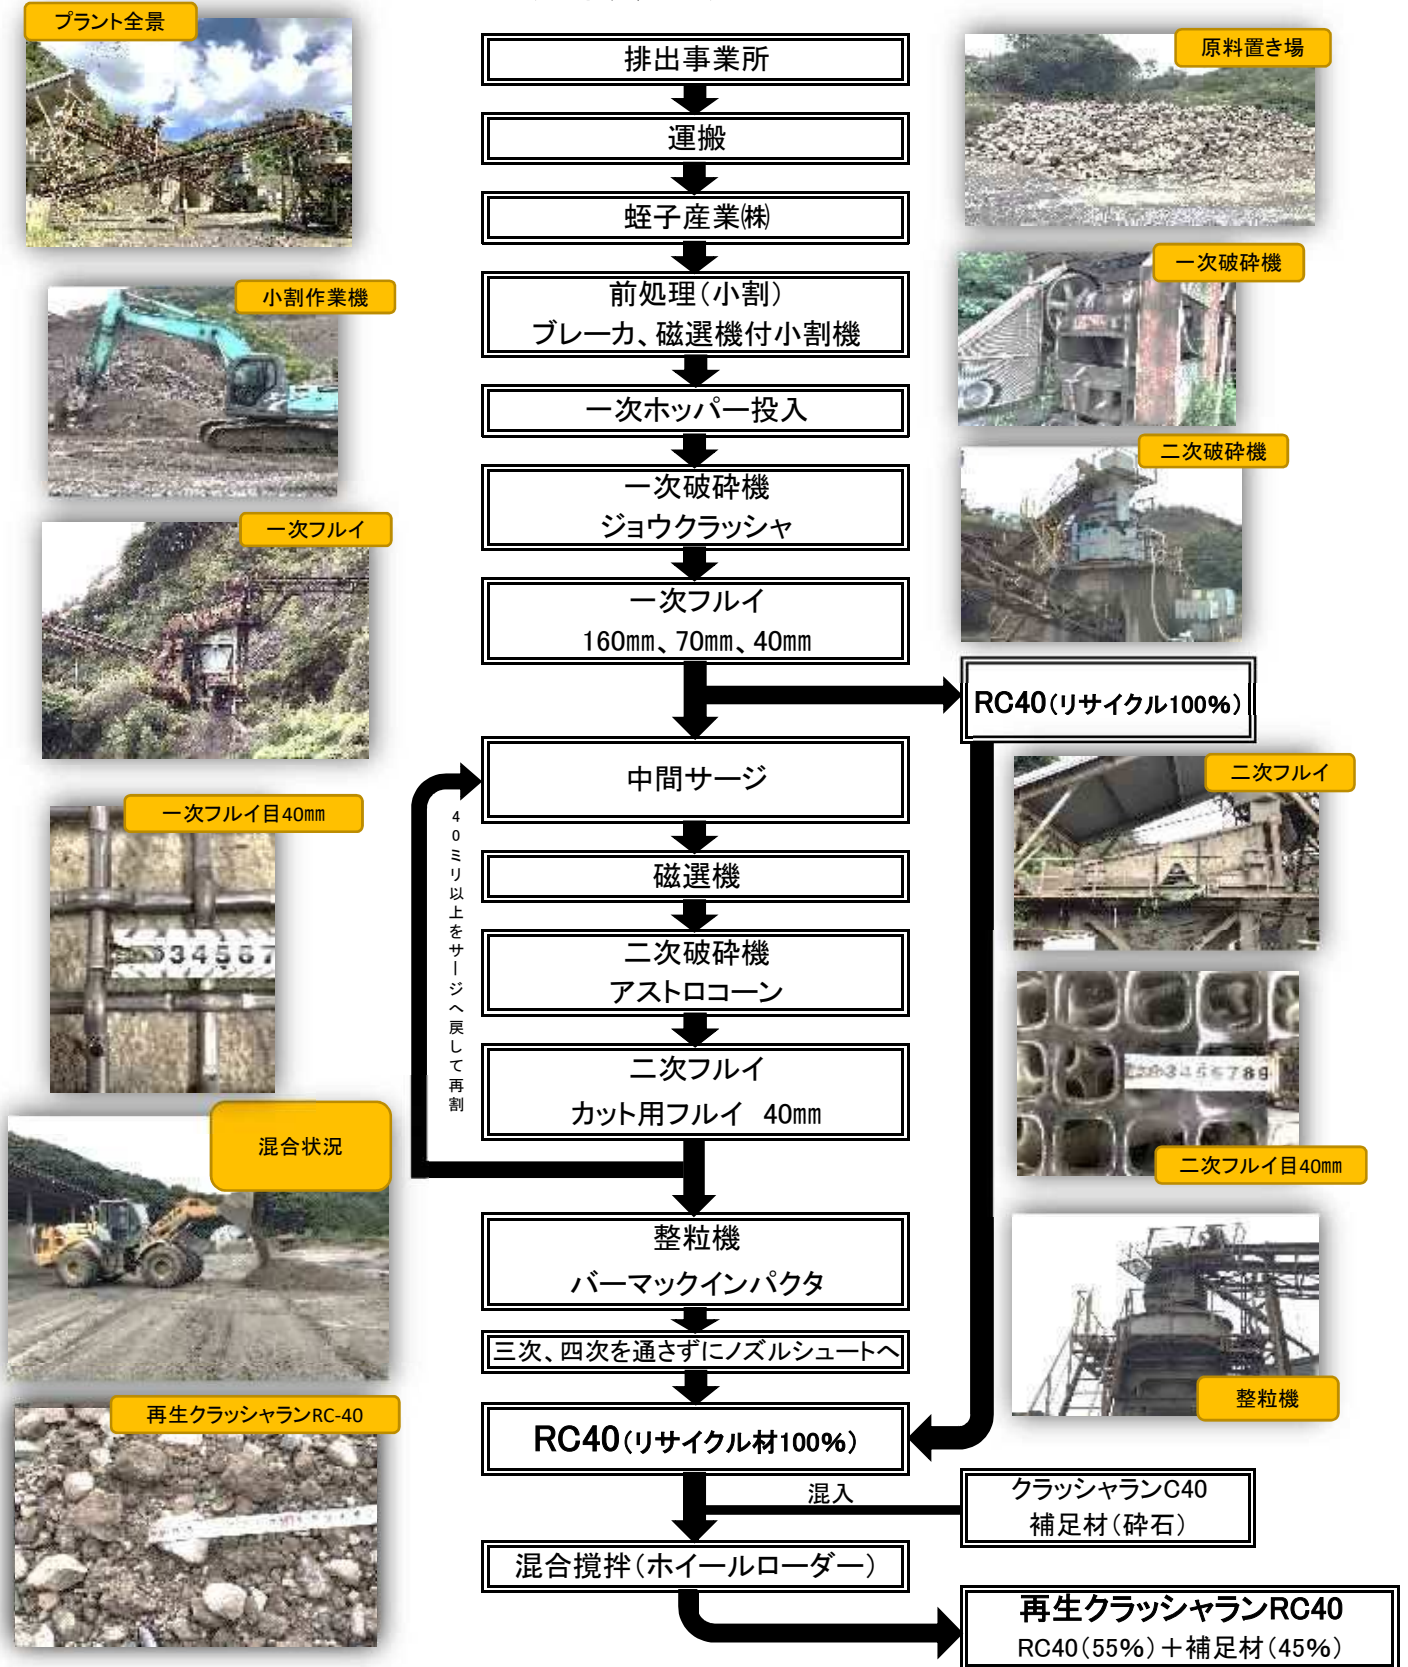 プラント全景
排出事業所
原料置き場
運搬
蛭子産業㈱
一次破砕機
小割作業機
前処理（小割）
ブレーカ、磁選機付小割機
一次ホッパー投入
二次破砕機
一次破砕機
ジョウクラッシャ
一次フルイ
一次フルイ
160㎜、70㎜、40㎜
RC40（リサイクル100%）
中間サージ
二次フルイ
40ミリ以上をサージへ戻して再割
一次フルイ目40㎜
磁選機
二次破砕機
アストロコーン
二次フルイ
カット用フルイ　40㎜
混合状況
二次フルイ目40㎜
整粒機
バーマックインパクタ
三次、四次を通さずにノズルシュートへ
整粒機
再生クラッシャランRC-40
RC40（リサイクル材100%）
混入
クラッシャランC40
補足材（砕石）
混合撹拌（ホイールローダー）
再生クラッシャランRC40
RC40（55%）＋補足材（45%）